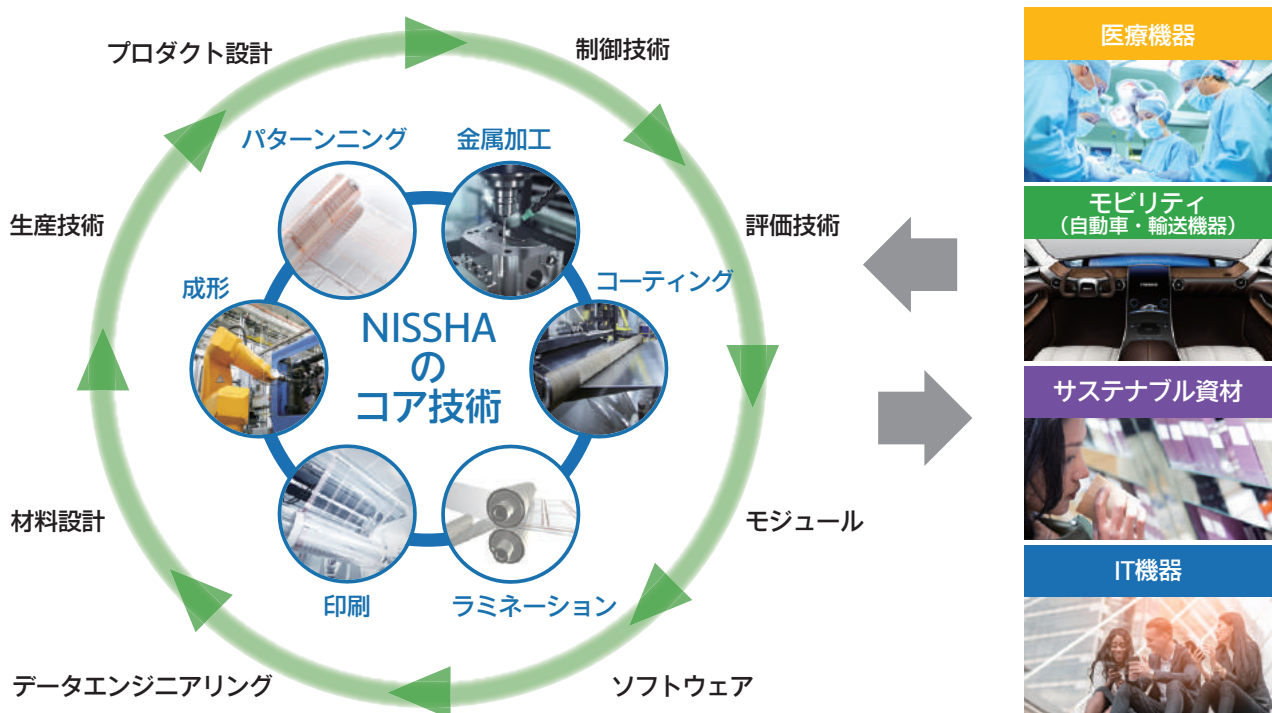 プロダクト設計
制御技術
パターンニング
金属加工
生産技術
評価技術
成形
コーティング
NISSHA
の
コア技術
材料設計
モジュール
印刷
ラミネーション
データエンジニアリング
ソフトウェア
医療機器
モビリティ
（自動車・輸送機器）
サステナブル資材
IT機器